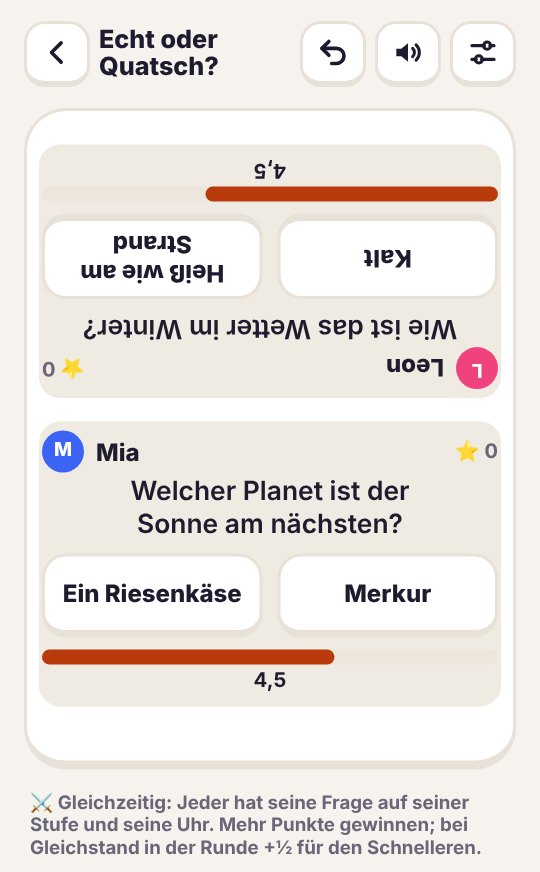 Echt oder
Quatsch?
4,5
Heiß wie am
Strand
Kalt
Wie ist das Wetter im Winter?
L
Leon
⭐ 0
M
Mia
⭐ 0
Welcher Planet ist der
Sonne am nächsten?
Ein Riesenkäse
Merkur
4,5
⚔️ Gleichzeitig: Jeder hat seine Frage auf seiner
Stufe und seine Uhr. Mehr Punkte gewinnen; bei
Gleichstand in der Runde +½ für den Schnelleren.